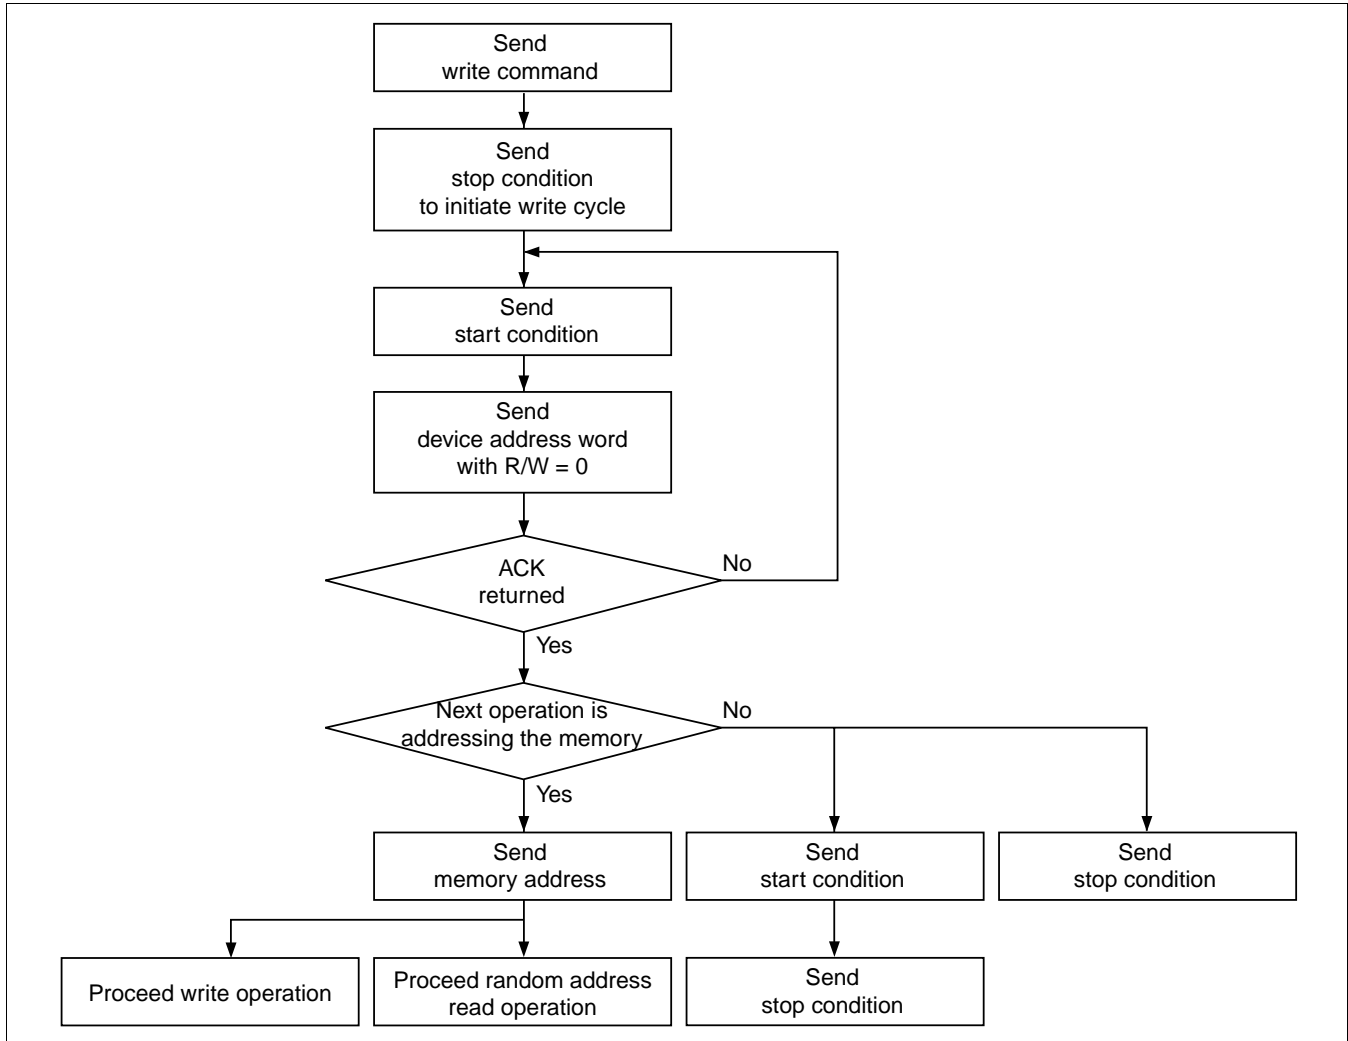 Send
write command
Send
stop condition
to initiate write cycle
Send
start condition
Send
device address word
with R/W = 0
ACK
returned
No
Yes
Next operation is
addressing the memory
No
Yes
Send
memory address
Send
start condition
Send
stop condition
Proceed write operation
Proceed random address
read operation
Send
stop condition